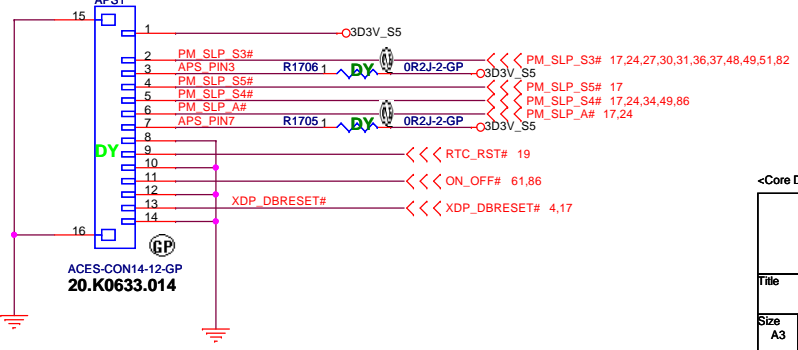 APS1
15
1
3D3V_S5
2 PM_SLP_S3# PM_SLP_S3# 17,24,27,30,31,36,37,48,49,51,82
3 APS_PIN3 R1706 1 DY 0R2J-2-GP 3D3V_S5
4 PM_SLP_S5# PM_SLP_S5# 17
5 PM_SLP_S4# PM_SLP_S4# 17,24,34,49,86
6 PM_SLP_A# PM_SLP_A# 17,24
7 APS_PIN7 R1705 1 DY 0R2J-2-GP 3D3V_S5
8
DY
9 RTC_RST# 19
10
11 ON_OFF# 61,86
12
13 XDP_DBRESET# XDP_DBRESET# 4,17
14
16
GP
ACES-CON14-12-GP
20.K0633.014
<Core D
Title
Size
A3